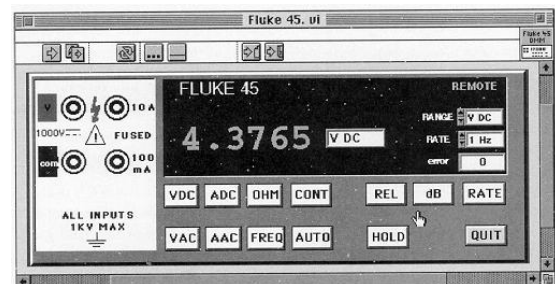 Fluke 45. vi
Fluke 45
OHM
FLUKE 45
REMOTE
V
10 A
1000V
FUSED
com
100 mA
ALL INPUTS
1KV MAX
4.3765
V DC
RANGE V DC
RATE 1 Hz
error 0
VDC ADC OHM CONT REL dB RATE
VAC AAC FREQ AUTO HOLD QUIT